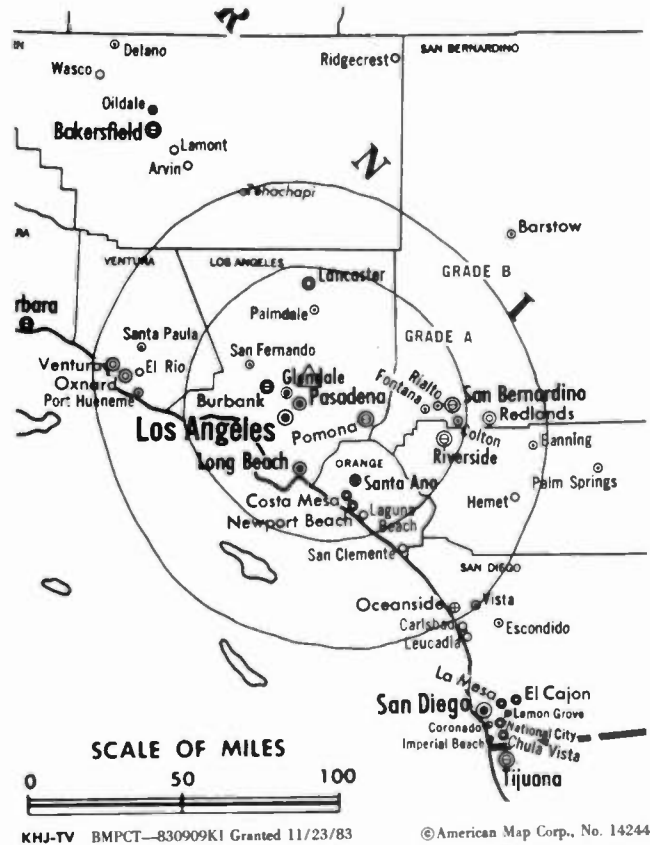 RN
SAN BERNARDINO
Delano
Wasco
Ridgecrest
Oildale
Bakersfield
Lamont
Arvin
N
Tehachapi
RA
VENTURA
LOS ANGELES
Barstow
GRADE B
I
Lancaster
rbara
Palmdale
GRADE A
Santa Paula
San Fernando
Ventura
El Rio
Oxnard
Port Hueneme
Burbank
Glendale
Pasadena
Fontana
Rialto
San Bernardino
Redlands
Los Angeles
Pomona
Colton
Banning
Riverside
Long Beach
ORANGE
Santa Ana
Palm Springs
Costa Mesa
Hemet
Newport Beach
Laguna
Beach
San Clemente
SAN DIEGO
Oceanside
Vista
Carlsbad
Escondido
Leucadia
La Mesa
El Cajon
San Diego
Lemon Grove
Coronado
National City
Imperial Beach
Chula Vista
Tijuana
SCALE OF MILES
0 50 100
KHJ-TV BMPCT—830909KI Granted 11/23/83 ©American Map Corp., No. 14244